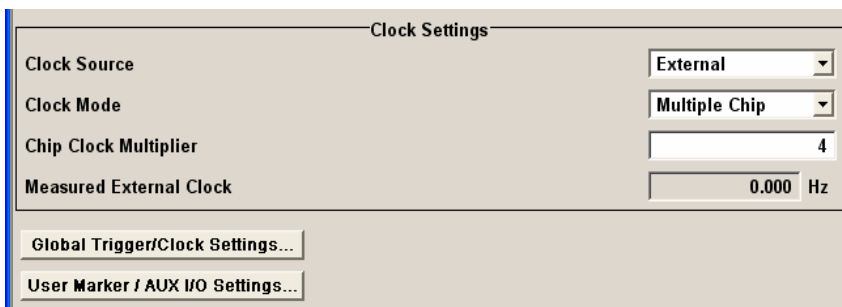 Clock Settings
Clock Source External
Clock Mode Multiple Chip
Chip Clock Multiplier 4
Measured External Clock 0.000 Hz
Global Trigger/Clock Settings...
User Marker / AUX I/O Settings...